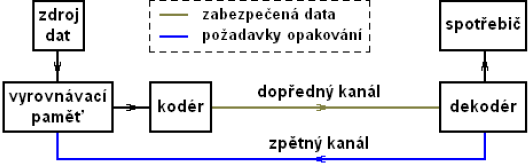 zdroj
dat
zabezpečená data
požadavky opakování
spotřebič
vyrovnávací
paměť
kodér
dopředný kanál
dekodér
zpětný kanál